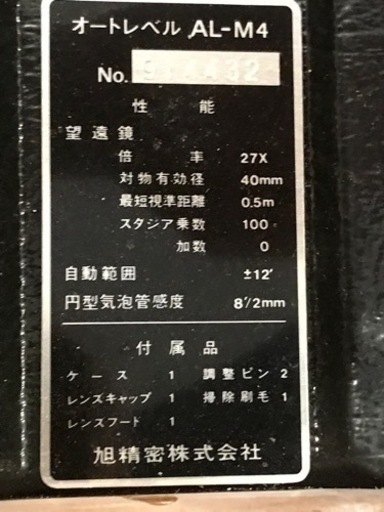 オートレベル AL-M4
No.
性能
望遠鏡
倍率 27X
対物有効径 40mm
最短視準距離 0.5m
スタジア乗数 100
加数 0
自動範囲 ±12′
円型気泡管感度 8′/2mm
付属品
ケース 1 調整ピン 2
レンズキャップ 1 掃除刷毛 1
レンズフード 1
旭精密株式会社